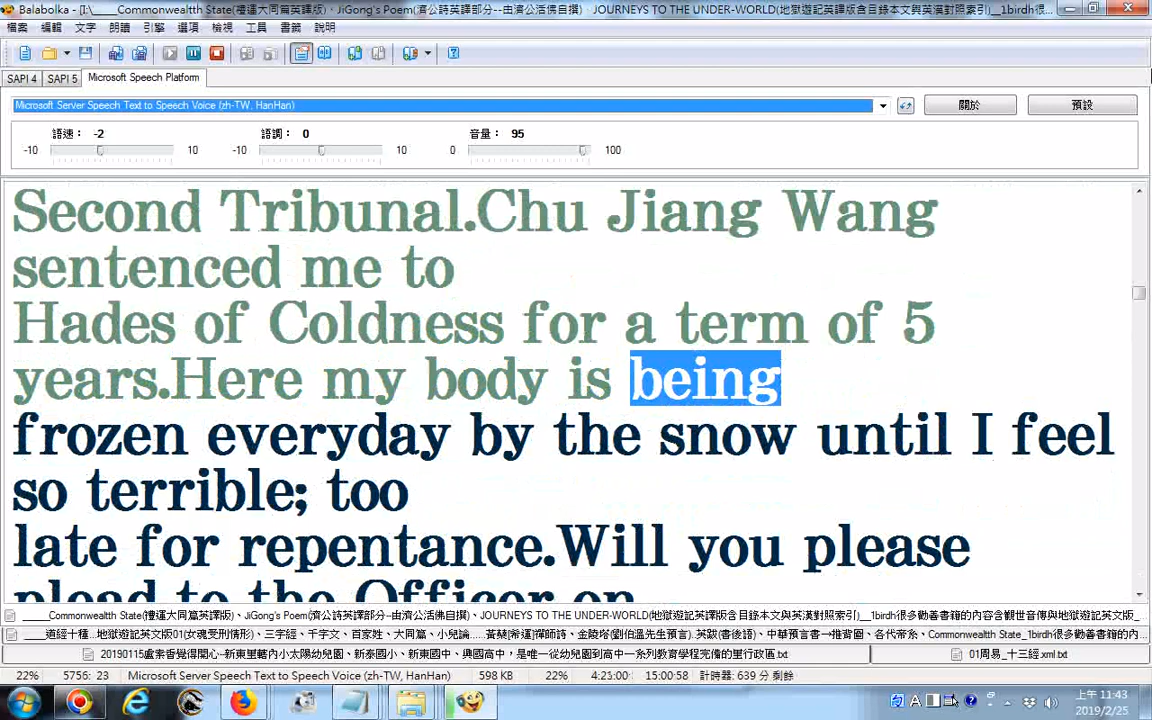 Balabolka - [I:\_____Commonwealtth State(禮運大同篇英譯版)、JiGong's Poem(濟公詩英譯部分--由濟公活佛自撰)、JOURNEYS TO THE UNDER-WORLD(地獄遊記英譯版含目錄本文與英漢對照索引)__1birdh很...
檔案 編輯 文字 朗讀 引擎 選項 檢視 工具 書籤 說明
SAPI 4 SAPI 5 Microsoft Speech Platform
Microsoft Server Speech Text to Speech Voice (zh-TW, HanHan) 關於 預設
語速: -2 語調: 0 音量: 95
-10 10 -10 10 0 100
Second Tribunal.Chu Jiang Wang
sentenced me to
Hades of Coldness for a term of 5
years.Here my body is being
frozen everyday by the snow until I feel
so terrible; too
late for repentance.Will you please
plead to the Officer on
_____Commonwealtth State(禮運大同篇英譯版)、JiGong's Poem(濟公詩英譯部分--由濟公活佛自撰)、JOURNEYS TO THE UNDER-WORLD(地獄遊記英譯版含目錄本文與英漢對照索引)__1birdh很多勸善書籍的內容含觀世音傳與地獄遊記英文版...
____道經十種...地獄遊記英文版01(女魂受刑情形)、三字經、千字文、百家姓、大同篇、小兒論......黃蘗[希運]禪師詩、金陵塔(劉伯溫先生預言).英跋(書後語)、中華預言書--推背圖、各代帝系、Commonwealth State_1birdh很多勸善書籍的內...
20190115盧素香覺得開心--新東里轄內小太陽幼兒園、新泰國小、新東國中、興國高中，是唯一從幼兒園到高中一系列教育學程完備的里行政區.txt 01周易_十三經.xml.txt
22% 5756: 23 Microsoft Server Speech Text to Speech Voice (zh-TW, HanHan) 598 KB 22% 4:23:00 15:00:58 計時器: 639 分 剩餘
上午 11:43
2019/2/25